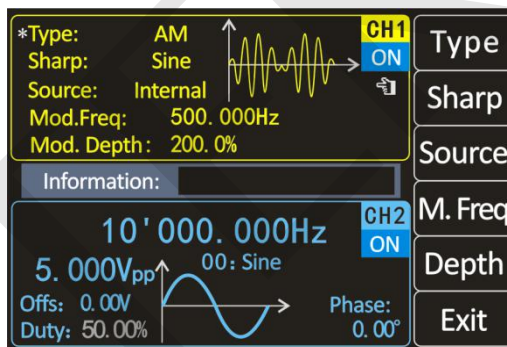 *Type: AM CH1
Sharp: Sine ON
Source: Internal
Mod.Freq: 500.000Hz
Mod. Depth: 200.0%
Information:
10'000.000Hz CH2
ON
5.000Vpp 00: Sine
Offs: 0.00V Phase:
Duty: 50.00% 0.00°
Type
Sharp
Source
M. Freq
Depth
Exit